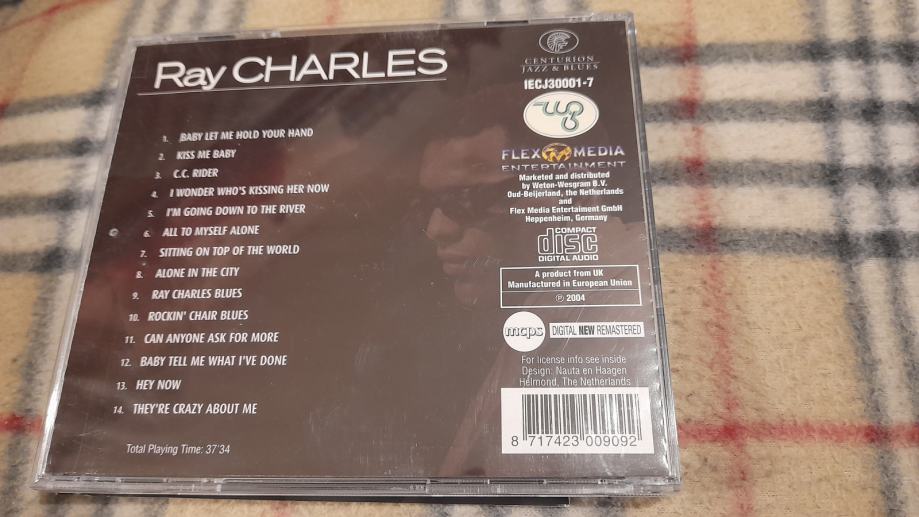 Ray CHARLES
1. BABY LET ME HOLD YOUR HAND
2. KISS ME BABY
3. C.C. RIDER
4. I WONDER WHO'S KISSING HER NOW
5. I'M GOING DOWN TO THE RIVER
6. ALL TO MYSELF ALONE
7. SITTING ON TOP OF THE WORLD
8. ALONE IN THE CITY
9. RAY CHARLES BLUES
10. ROCKIN' CHAIR BLUES
11. CAN ANYONE ASK FOR MORE
12. BABY TELL ME WHAT I'VE DONE
13. HEY NOW
14. THEY'RE CRAZY ABOUT ME
Total Playing Time: 37'34
CENTURION
JAZZ & BLUES
IECJ30001-7
FLEX MEDIA
ENTERTAINMENT
Marketed and distributed
by Weton-Wesgram B.V.
Oud-Beijerland, the Netherlands
and
Flex Media Entertaiment GmbH
Heppenheim, Germany
COMPACT
disc
DIGITAL AUDIO
A product from UK
Manufactured in European Union
℗ 2004
mcps
DIGITAL NEW REMASTERED
For license info see inside
Design: Nauta en Haagen
Helmond, The Netherlands
8 717423 009092